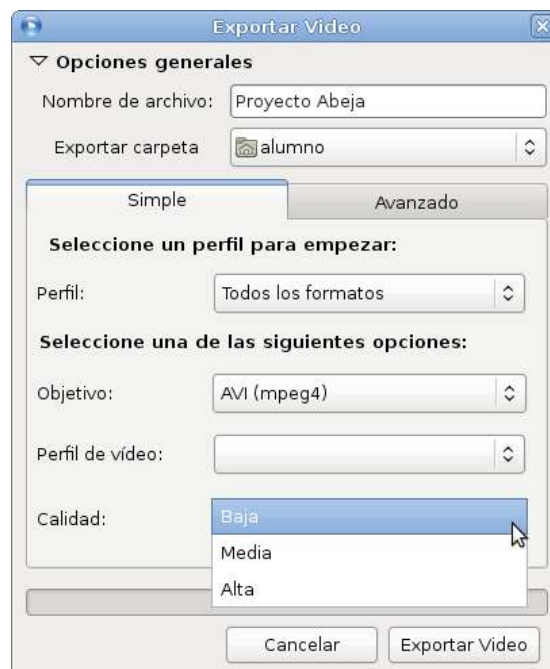 Exportar Video
Opciones generales
Nombre de archivo: Proyecto Abeja
Exportar carpeta alumno
Simple Avanzado
Seleccione un perfil para empezar:
Perfil: Todos los formatos
Seleccione una de las siguientes opciones:
Objetivo: AVI (mpeg4)
Perfil de vídeo:
Calidad: Baja
Media
Alta
Cancelar Exportar Video